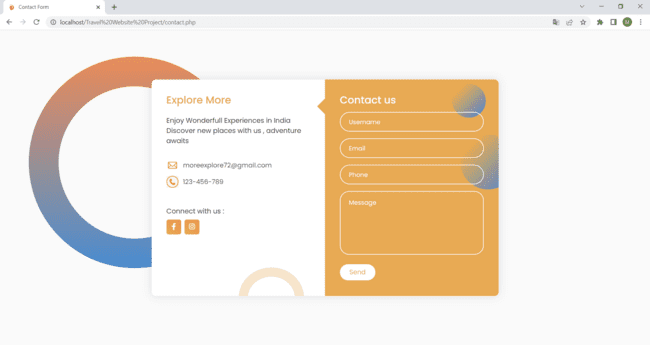 Contact Form
localhost/Travel%20Website%20Project/contact.php
U
Explore More
Enjoy Wonderfull Experiences in India
Discover new places with us , adventure
awaits
moreexplore72@gmail.com
123-456-789
Connect with us :
Contact us
Username
Email
Phone
Message
Send